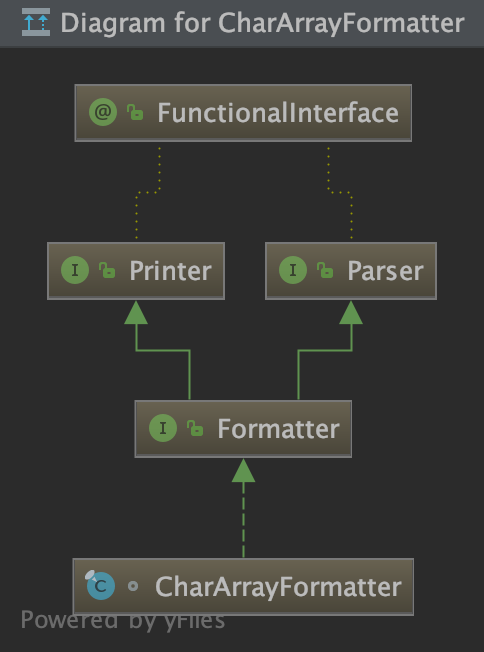 Diagram for CharArrayFormatter
@ FunctionalInterface
I Printer
I Parser
I Formatter
C CharArrayFormatter
Powered by yFiles